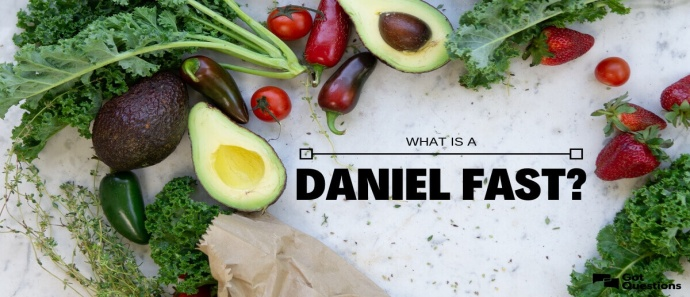 WHAT IS A
DANIEL FAST?
Got
Questions